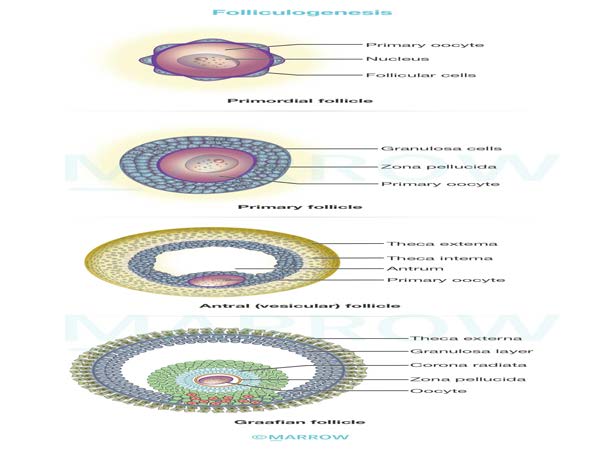 Folliculogenesis
Primary oocyte
Nucleus
Follicular cells
Primordial follicle
MARROW
Granulosa cells
Zona pellucida
Primary oocyte
Primary follicle
Theca externa
Theca interna
Antrum
Primary oocyte
Antral (vesicular) follicle
MARROW
Theca externa
Granulosa layer
Corona radiata
Zona pellucida
Oocyte
Graafian follicle
©MARROW